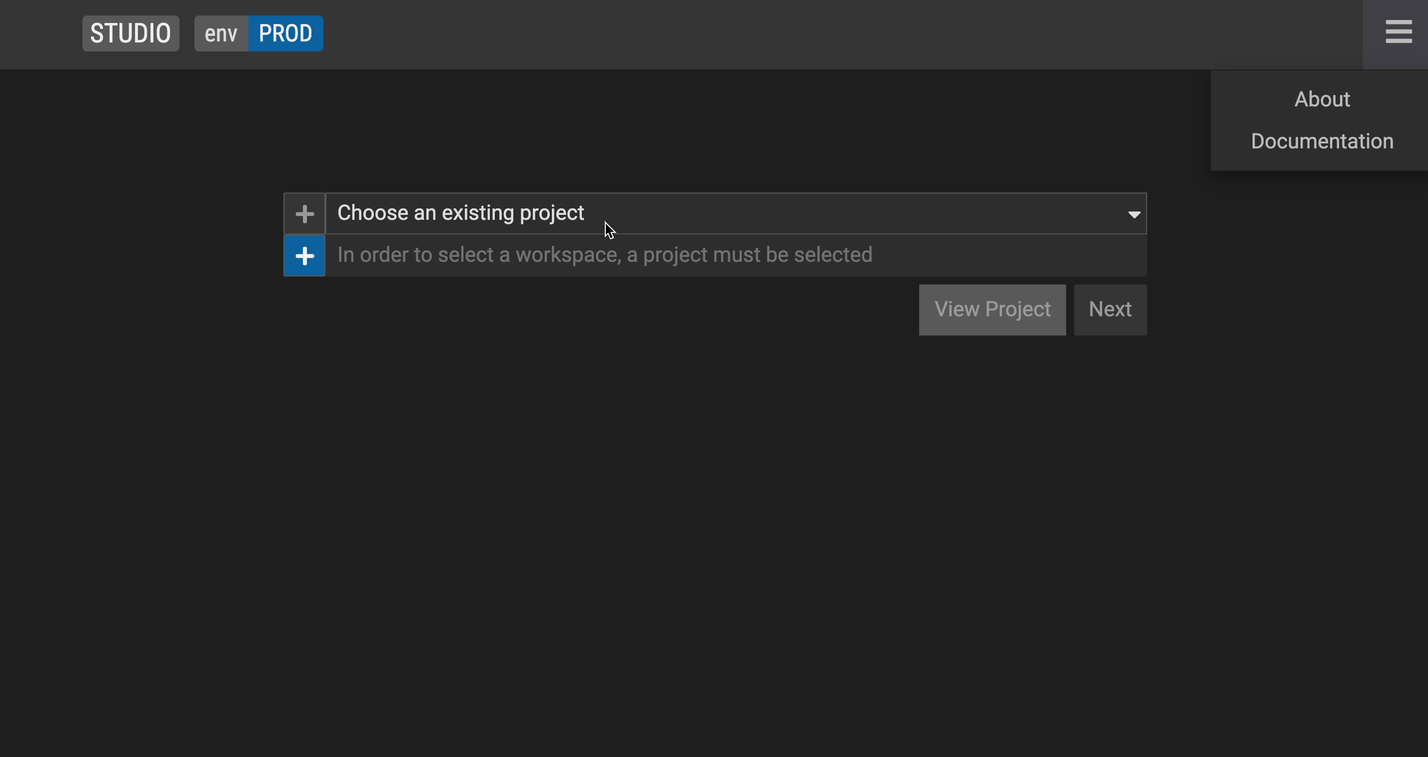 STUDIO env PROD
About
Documentation
Choose an existing project
In order to select a workspace, a project must be selected
View Project Next